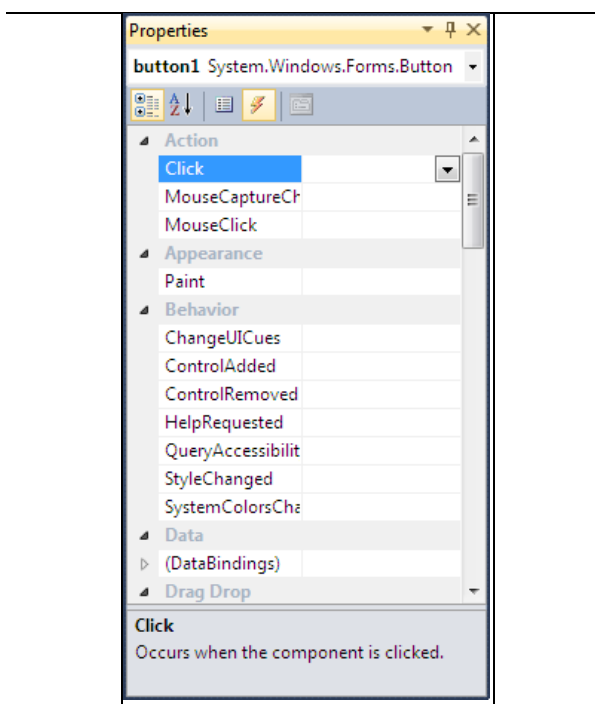 Properties
button1 System.Windows.Forms.Button
Action
Click
MouseCaptureCh
MouseClick
Appearance
Paint
Behavior
ChangeUICues
ControlAdded
ControlRemoved
HelpRequested
QueryAccessibilit
StyleChanged
SystemColorsCha
Data
(DataBindings)
Drag Drop
Click
Occurs when the component is clicked.